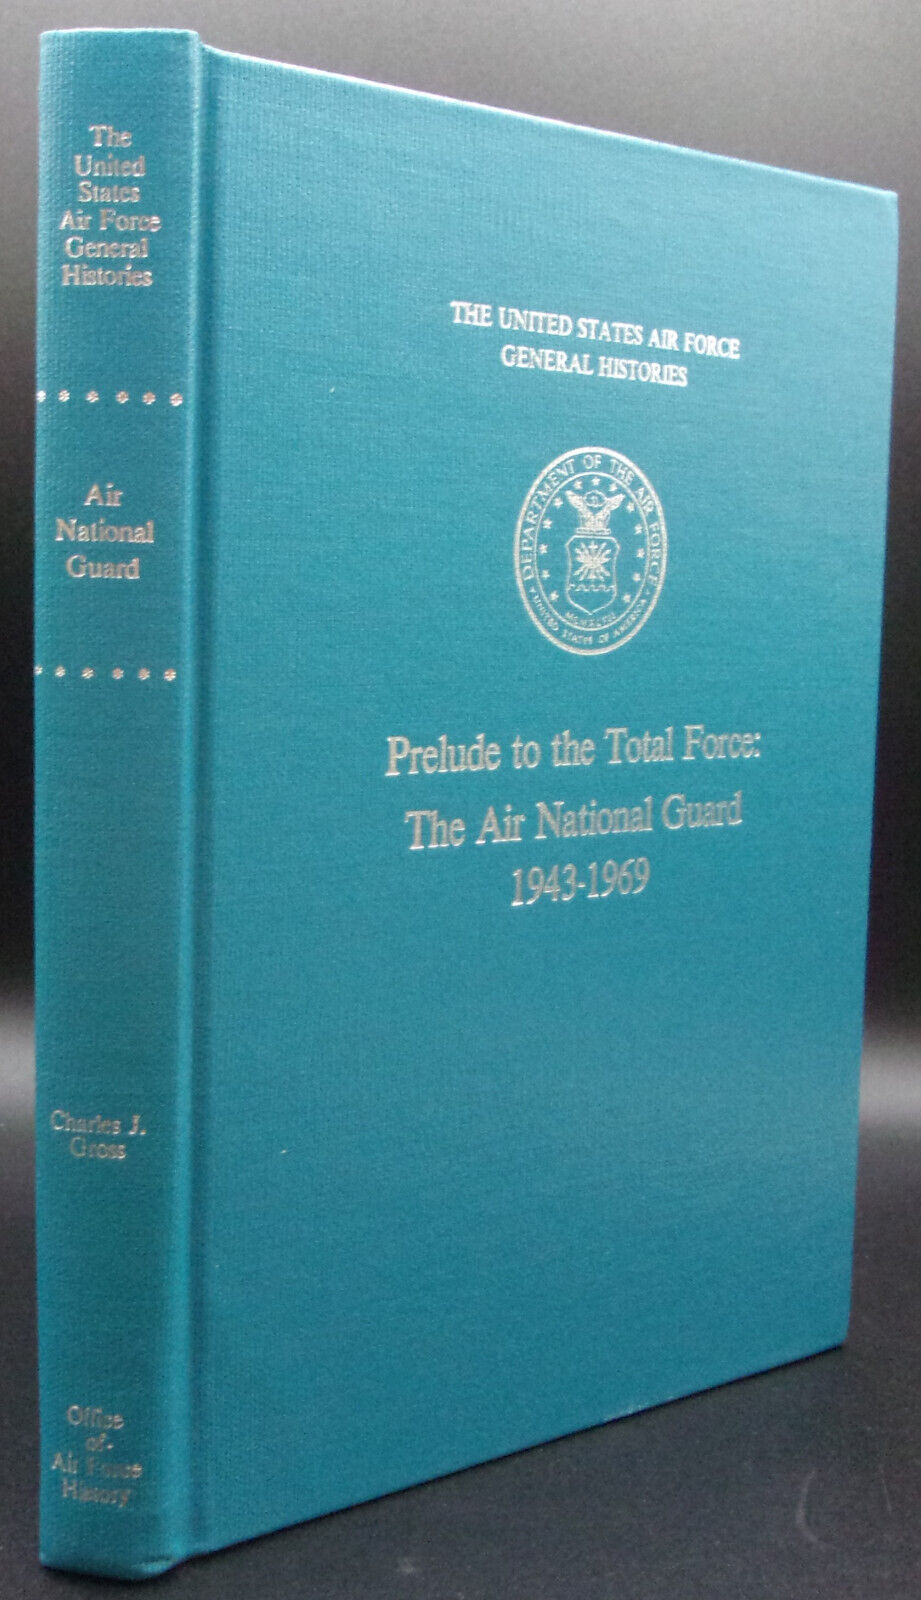 The
United
States
Air Force
General
Histories
Air
National
Guard
Charles J.
Gross
Office
of
Air Force
History
THE UNITED STATES AIR FORCE
GENERAL HISTORIES
DEPARTMENT OF THE AIR FORCE
MCMXLVII
UNITED STATES OF AMERICA
Prelude to the Total Force:
The Air National Guard
1943-1969